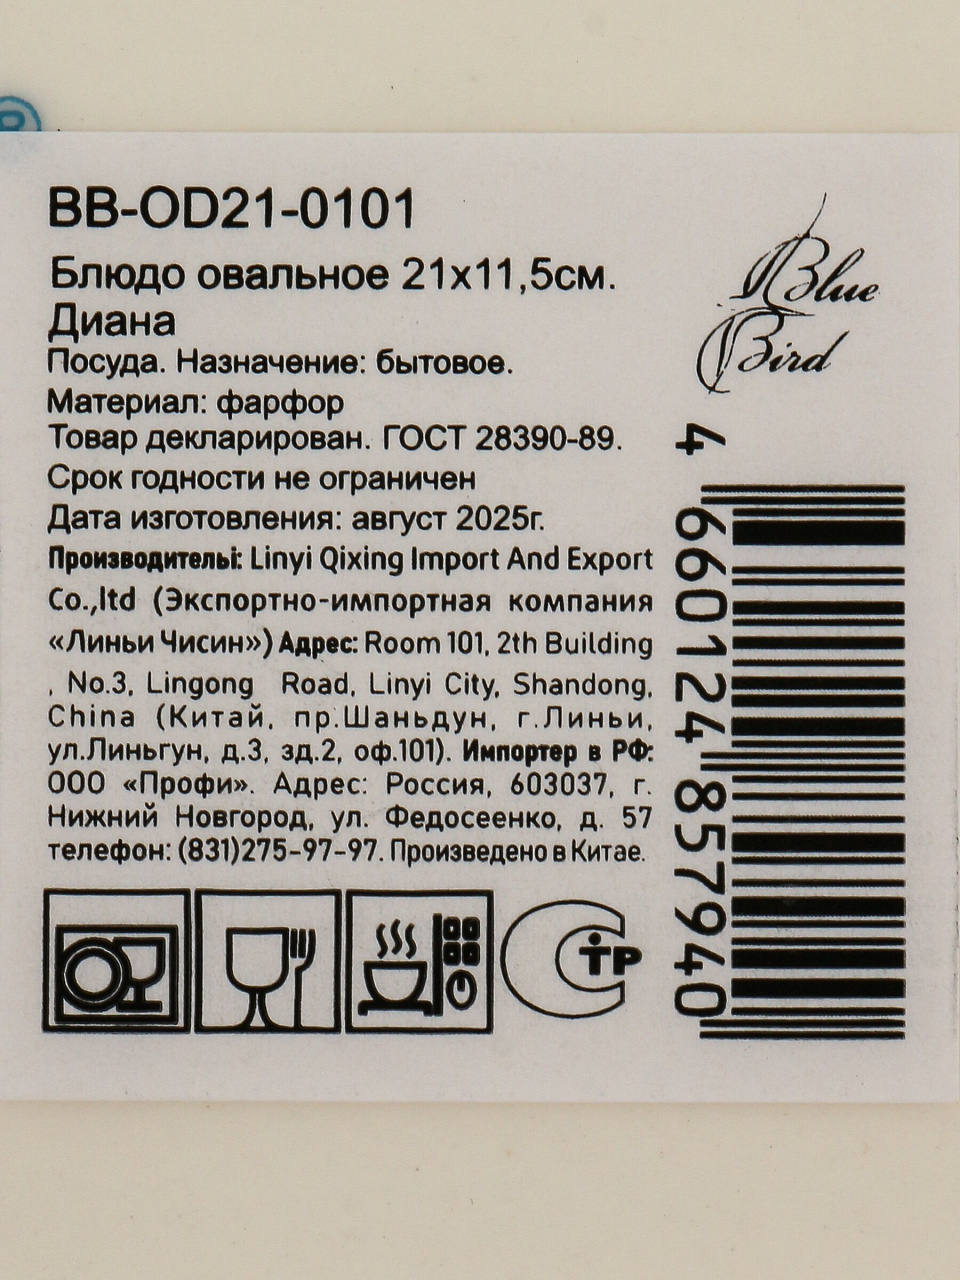 ®
BB-OD21-0101
Блюдо овальное 21х11,5см.
Диана
Посуда. Назначение: бытовое.
Материал: фарфор
Товар декларирован. ГОСТ 28390-89.
Срок годности не ограничен
Дата изготовления: август 2025г.
Производитель: Linyi Qixing Import And Export
Co.,ltd (Экспортно-импортная компания
«Линьи Чисин») Адрес: Room 101, 2th Building
, No.3, Lingong Road, Linyi City, Shandong,
China (Китай, пр.Шаньдун, г.Линьи,
ул.Линьгун, д.3, зд.2, оф.101). Импортер в РФ:
ООО «Профи». Адрес: Россия, 603037, г.
Нижний Новгород, ул. Федосеенко, д. 57
телефон: (831)275-97-97. Произведено в Китае.
Blue
Bird
4 660124 857940
СТР